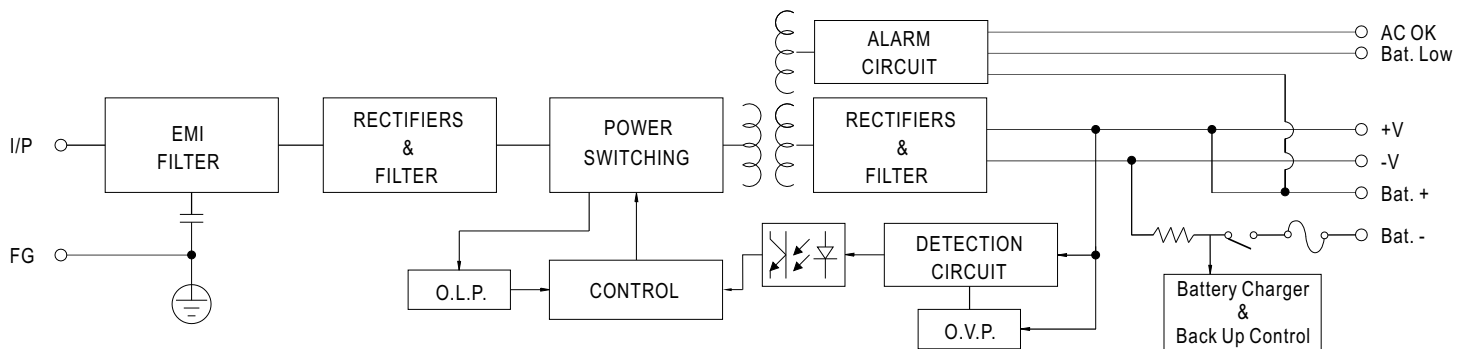 ALARM
CIRCUIT
AC OK
Bat. Low
I/P
EMI
FILTER
RECTIFIERS
&
FILTER
POWER
SWITCHING
RECTIFIERS
&
FILTER
+V
-V
Bat. +
Bat. -
FG
O.L.P.
CONTROL
DETECTION
CIRCUIT
O.V.P.
Battery Charger
&
Back Up Control